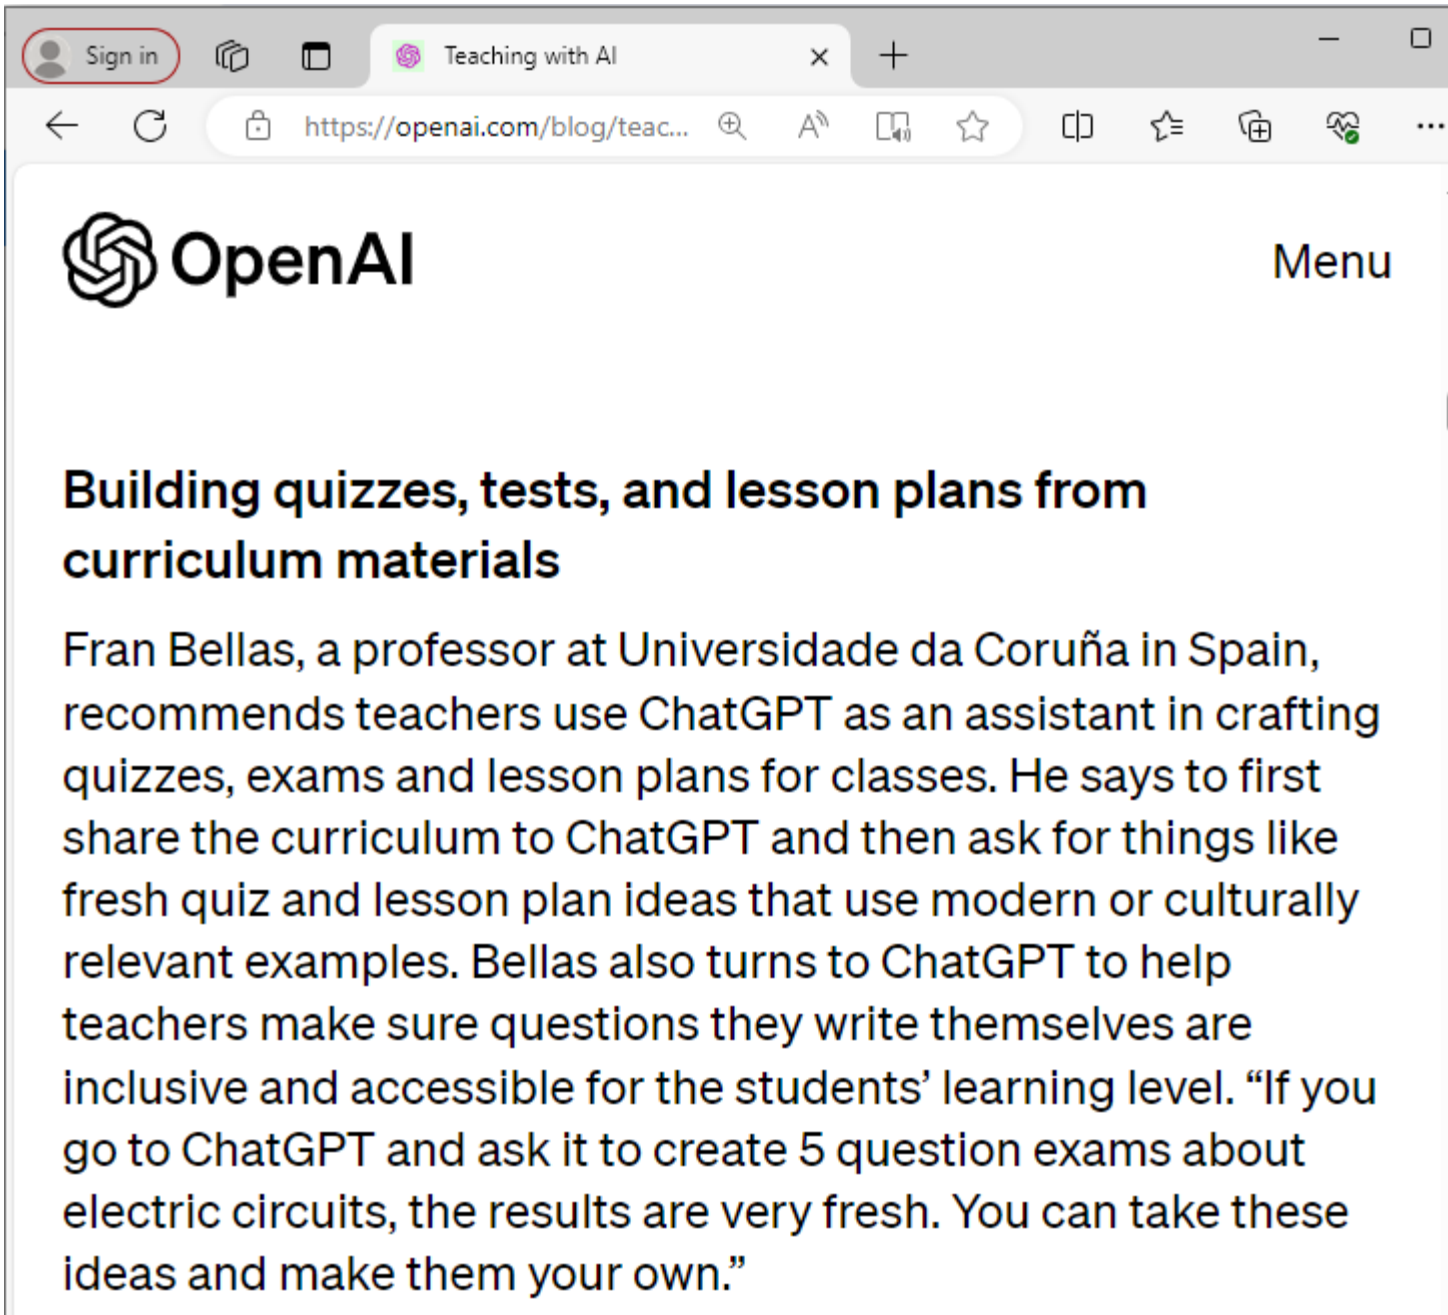 Sign in
Teaching with AI
https://openai.com/blog/teac...
OpenAI
Menu
Building quizzes, tests, and lesson plans from
curriculum materials
Fran Bellas, a professor at Universidade da Coruña in Spain,
recommends teachers use ChatGPT as an assistant in crafting
quizzes, exams and lesson plans for classes. He says to first
share the curriculum to ChatGPT and then ask for things like
fresh quiz and lesson plan ideas that use modern or culturally
relevant examples. Bellas also turns to ChatGPT to help
teachers make sure questions they write themselves are
inclusive and accessible for the students’ learning level. “If you
go to ChatGPT and ask it to create 5 question exams about
electric circuits, the results are very fresh. You can take these
ideas and make them your own.”